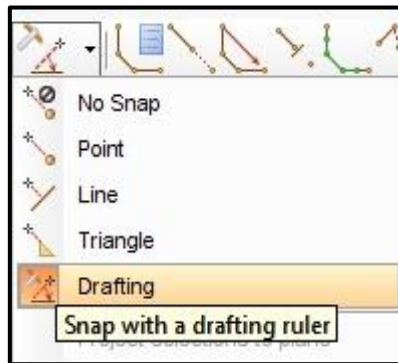 No Snap
Point
Line
Triangle
Drafting
Snap with a drafting ruler